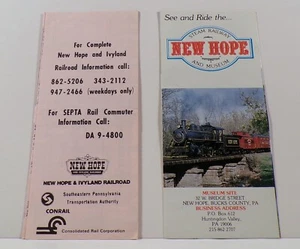 For Complete
New Hope and Ivyland
Railroad Information call:
862-5206 343-2112
947-2466 (weekdays only)
For SEPTA Rail Commuter
Information Call:
DA 9-4800
NEW HOPE
NEW HOPE & IVYLAND RAILROAD
Southeastern Pennsylvania
Transportation Authority
CONRAIL
Consolidated Rail Corporation
See and Ride the...
STEAM RAILWAY
NEW HOPE
AND MUSEUM
MUSEUM SITE
32 W. BRIDGE STREET
NEW HOPE, BUCKS COUNTY, PA
BUSINESS ADDRESS
P.O. Box 612
Huntingdon Valley,
PA 19006
215 862-2707